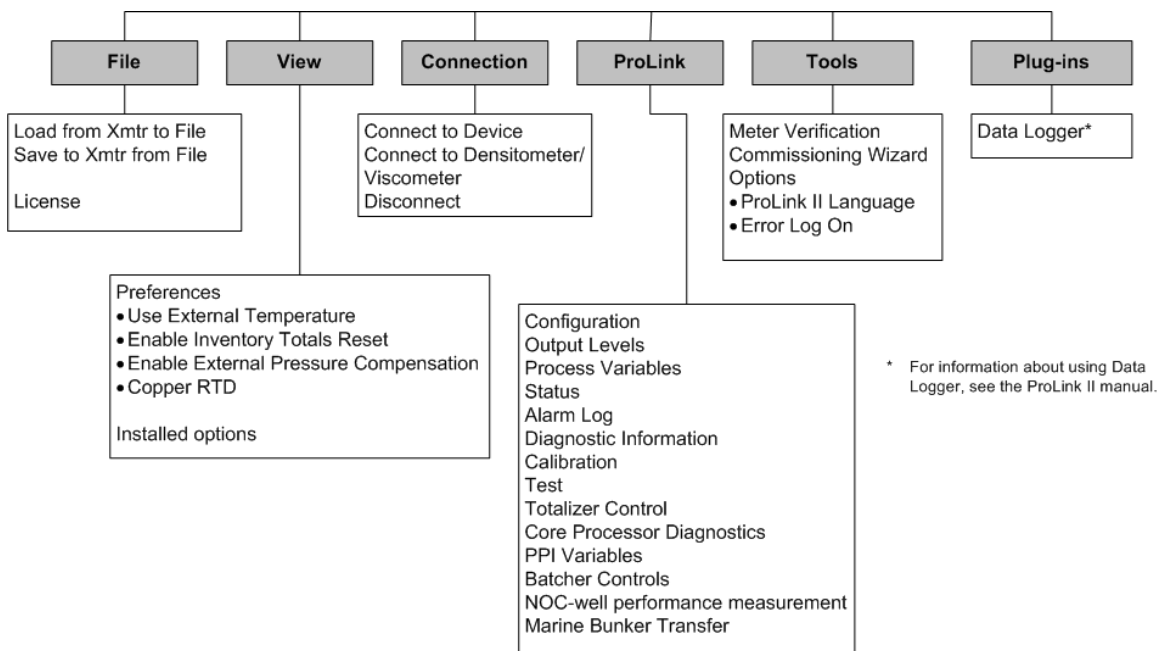 File
View
Connection
ProLink
Tools
Plug-ins
Load from Xmtr to File
Save to Xmtr from File
License
Connect to Device
Connect to Densitometer/
Viscometer
Disconnect
Meter Verification
Commissioning Wizard
Options
• ProLink II Language
• Error Log On
Data Logger*
Preferences
• Use External Temperature
• Enable Inventory Totals Reset
• Enable External Pressure Compensation
• Copper RTD
Installed options
Configuration
Output Levels
Process Variables
Status
Alarm Log
Diagnostic Information
Calibration
Test
Totalizer Control
Core Processor Diagnostics
PPI Variables
Batcher Controls
NOC-well performance measurement
Marine Bunker Transfer
* For information about using Data
Logger, see the ProLink II manual.